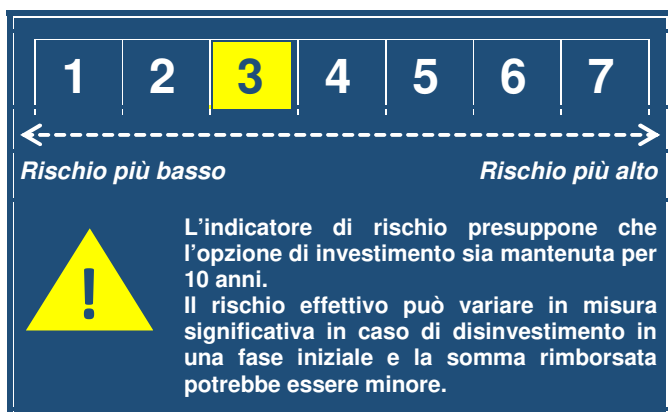 1 2 3 4 5 6 7
Rischio più basso Rischio più alto
!
L'indicatore di rischio presuppone che
l'opzione di investimento sia mantenuta per
10 anni.
Il rischio effettivo può variare in misura
significativa in caso di disinvestimento in
una fase iniziale e la somma rimborsata
potrebbe essere minore.